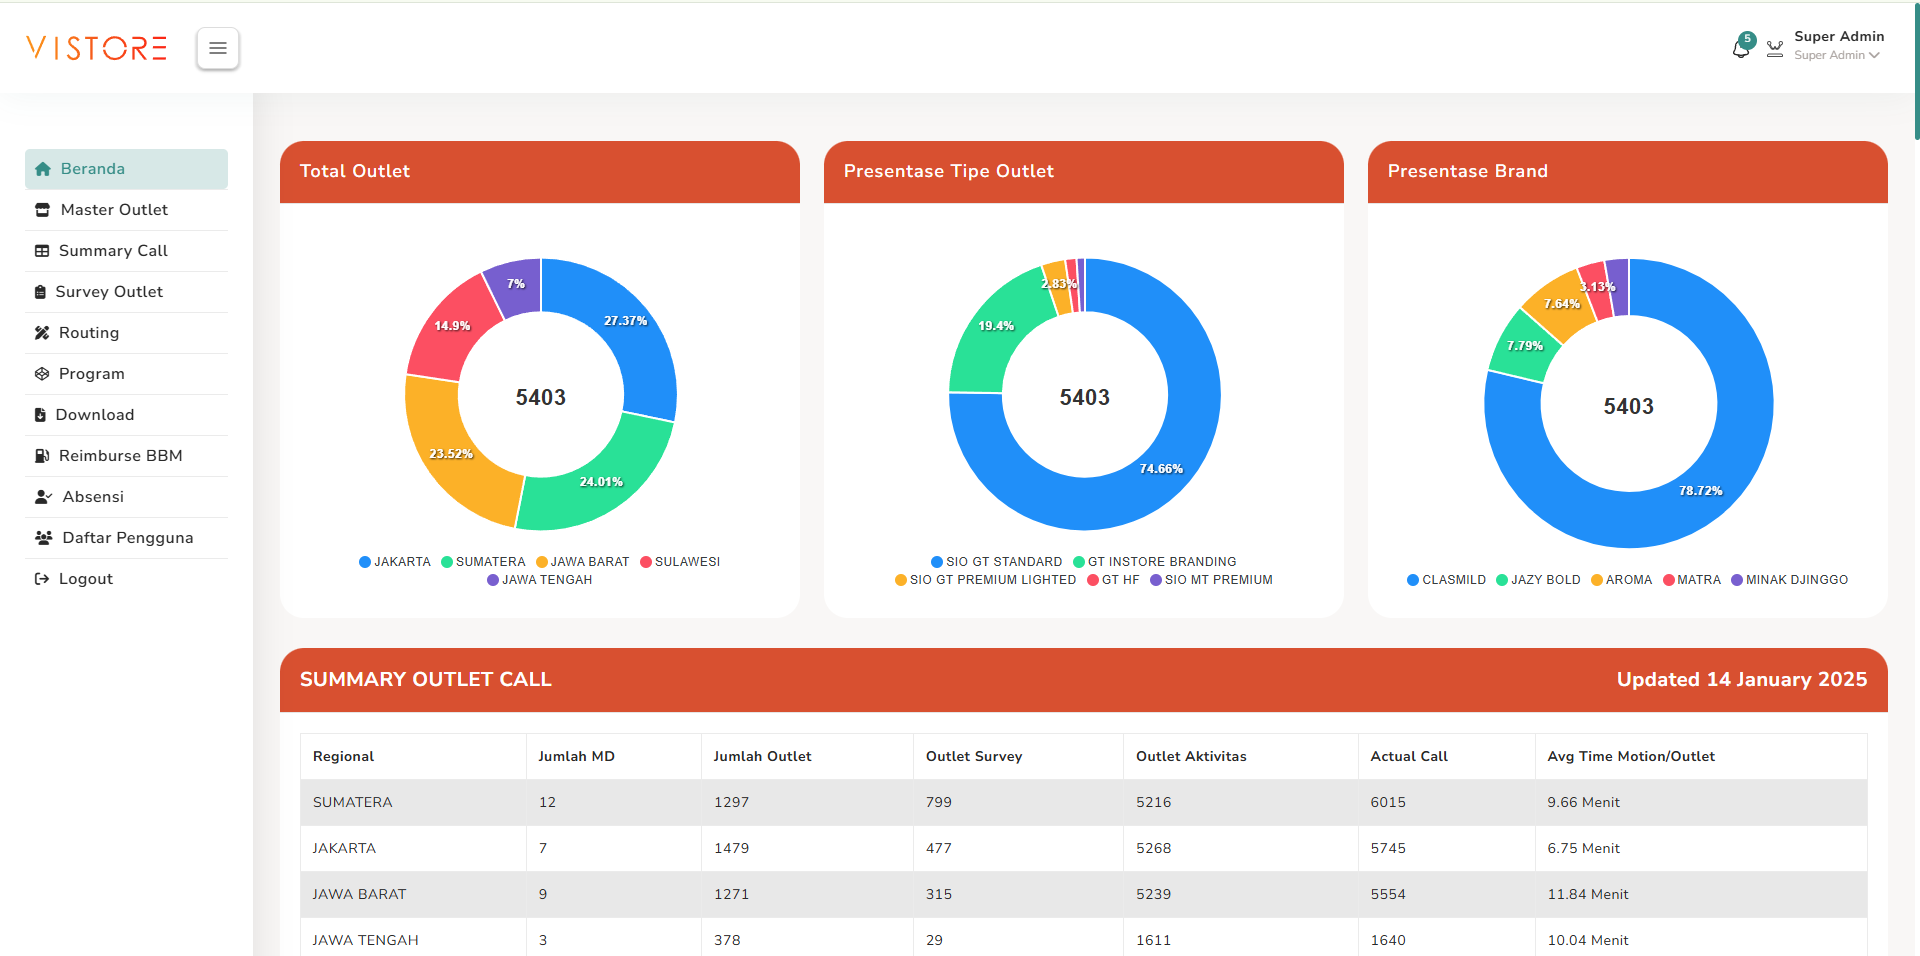 VISTORE
5
Super Admin
Super Admin
Beranda
Master Outlet
Summary Call
Survey Outlet
Routing
Program
Download
Reimburse BBM
Absensi
Daftar Pengguna
Logout
Total Outlet
7%
27.37%
14.9%
5403
23.52%
24.01%
JAKARTA SUMATERA JAWA BARAT SULAWESI
JAWA TENGAH
Presentase Tipe Outlet
2.83%
19.4%
5403
74.66%
SIO GT STANDARD GT INSTORE BRANDING
SIO GT PREMIUM LIGHTED GT HF SIO MT PREMIUM
Presentase Brand
3.13%
7.64%
7.79%
5403
78.72%
CLASMILD JAZY BOLD AROMA MATRA MINAK DJINGGO
SUMMARY OUTLET CALL Updated 14 January 2025
Regional Jumlah MD Jumlah Outlet Outlet Survey Outlet Aktivitas Actual Call Avg Time Motion/Outlet
SUMATERA 12 1297 799 5216 6015 9.66 Menit
JAKARTA 7 1479 477 5268 5745 6.75 Menit
JAWA BARAT 9 1271 315 5239 5554 11.84 Menit
JAWA TENGAH 3 378 29 1611 1640 10.04 Menit